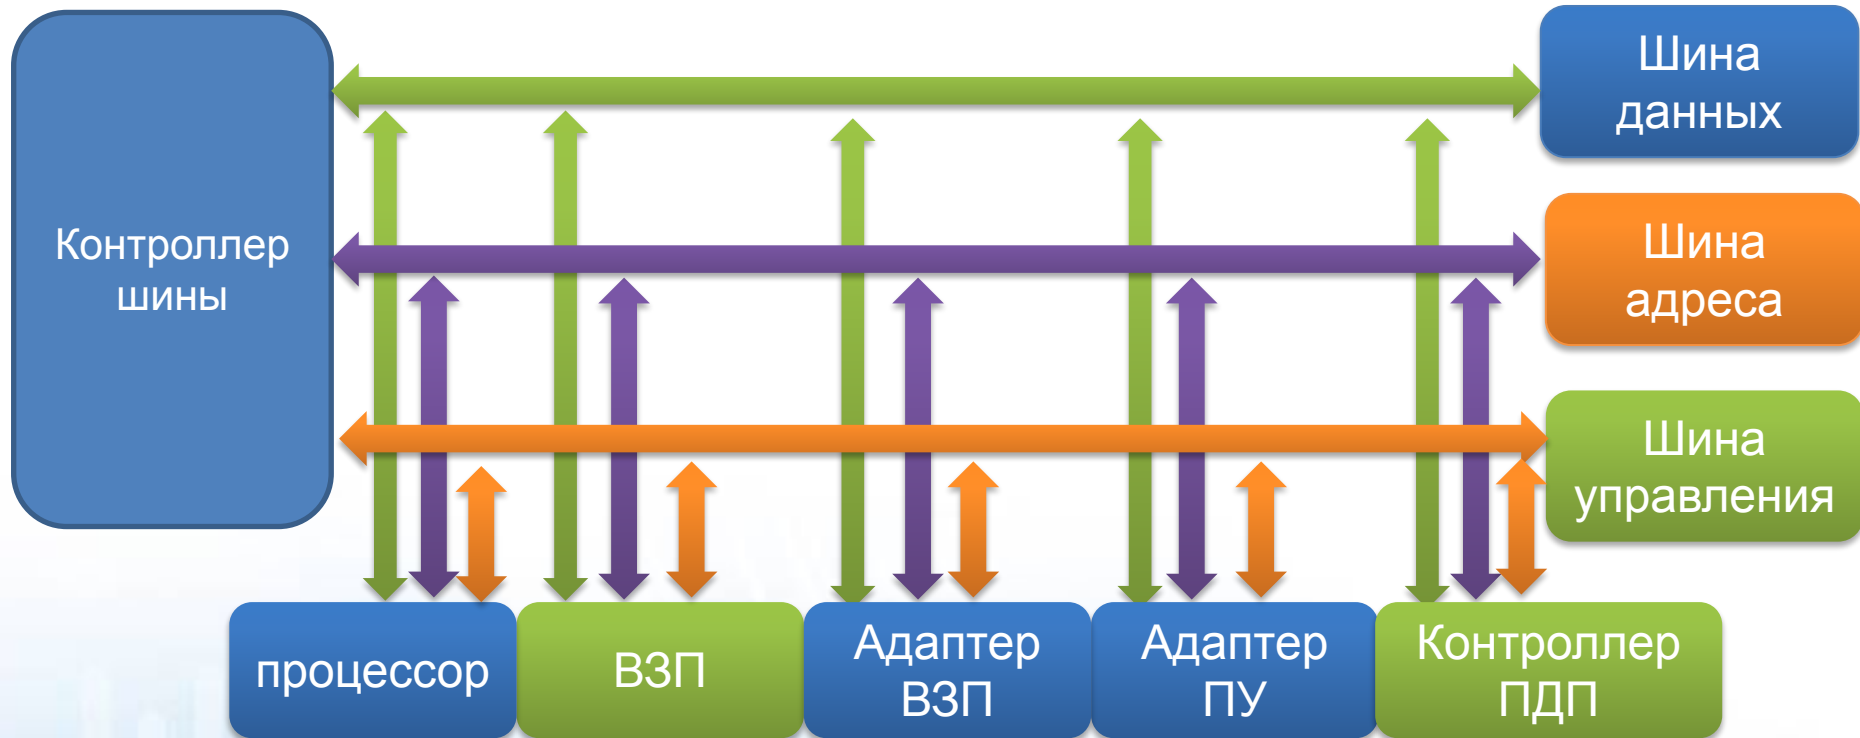 Контроллер
шины
Шина
данных
Шина
адреса
Шина
управления
процессор
ВЗП
Адаптер
ВЗП
Адаптер
ПУ
Контроллер
ПДП